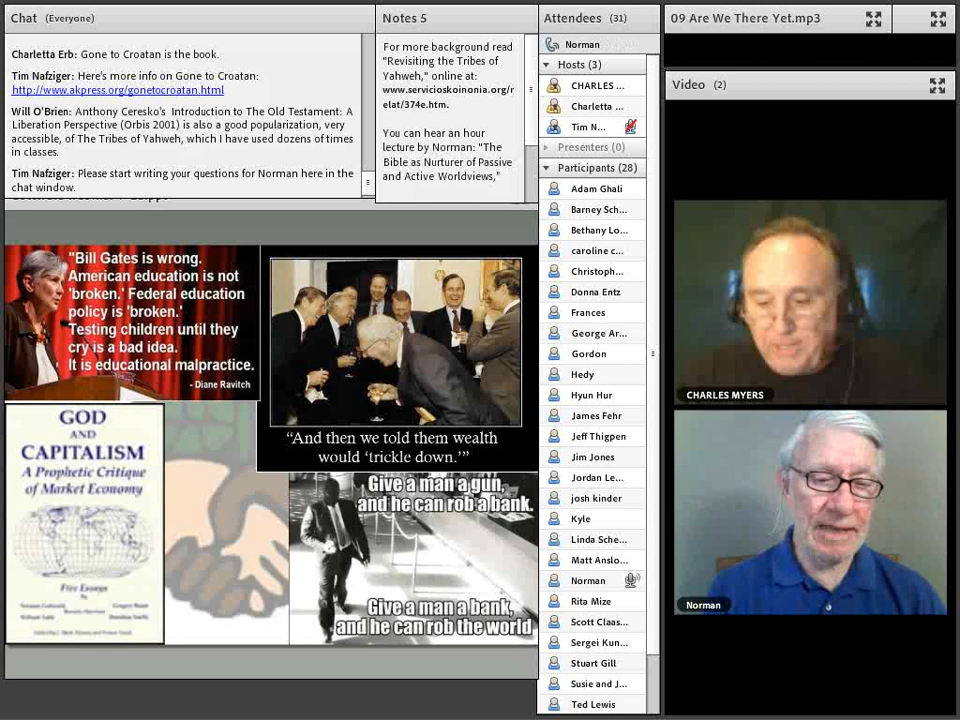 Chat (Everyone)
Charletta Erb: Gone to Croatan is the book.
Tim Nafziger: Here's more info on Gone to Croatan:
http://www.akpress.org/gonetocroatan.html
Will O'Brien: Anthony Ceresko's Introduction to The Old Testament: A
Liberation Perspective (Orbis 2001) is also a good popularization, very
accessible, of The Tribes of Yahweh, which I have used dozens of times
in classes.
Tim Nafziger: Please start writing your questions for Norman here in the
chat window.
Notes 5
For more background read
"Revisiting the Tribes of
Yahweh," online at:
www.servicioskoinonia.org/r
elat/374e.htm.
You can hear an hour
lecture by Norman: "The
Bible as Nurturer of Passive
and Active Worldviews,"
Attendees (31)
Norman
Hosts (3)
CHARLES ...
Charletta ...
Tim N...
Presenters (0)
Participants (28)
Adam Ghali
Barney Sch...
Bethany Lo...
caroline c...
Christoph...
Donna Entz
Frances
George Ar...
Gordon
Hedy
Hyun Hur
James Fehr
Jeff Thigpen
Jim Jones
Jordan Le...
josh kinder
Kyle
Linda Sche...
Matt Anslo...
Norman
Rita Mize
Scott Claas...
Sergei Kun...
Stuart Gill
Susie and J...
Ted Lewis
09 Are We There Yet.mp3
Video (2)
CHARLES MYERS
Norman
"Bill Gates is wrong.
American education is not
'broken.' Federal education
policy is 'broken.'
Testing children until they
cry is a bad idea.
It is educational malpractice.
- Diane Ravitch
"And then we told them wealth
would 'trickle down.'"
GOD
AND
CAPITALISM
A Prophetic Critique
of Market Economy
Five Essays
By
Give a man a gun,
and he can rob a bank.
Give a man a bank,
and he can rob the world